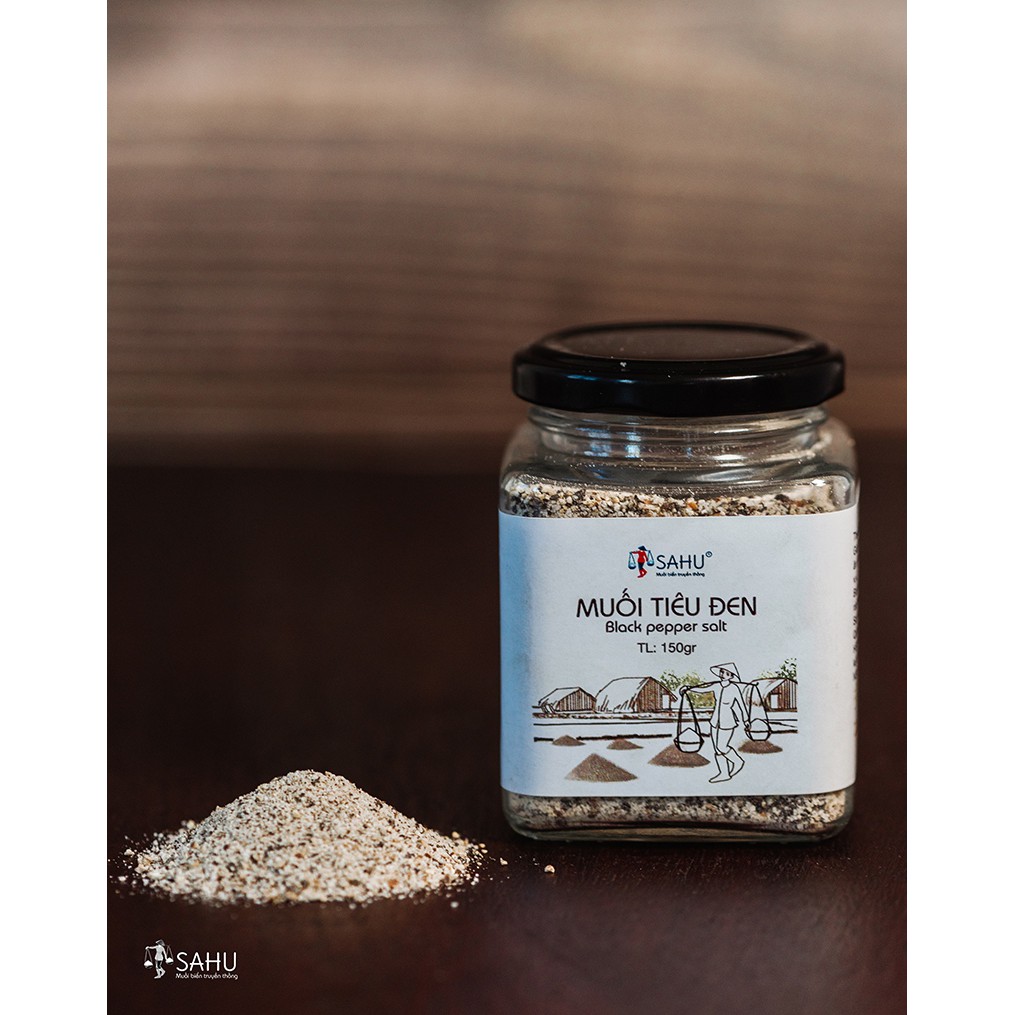 SAHU®
Muối biển truyền thống
MUỐI TIÊU ĐEN
Black pepper salt
TL: 150gr
SAHU
Muối biển truyền thống